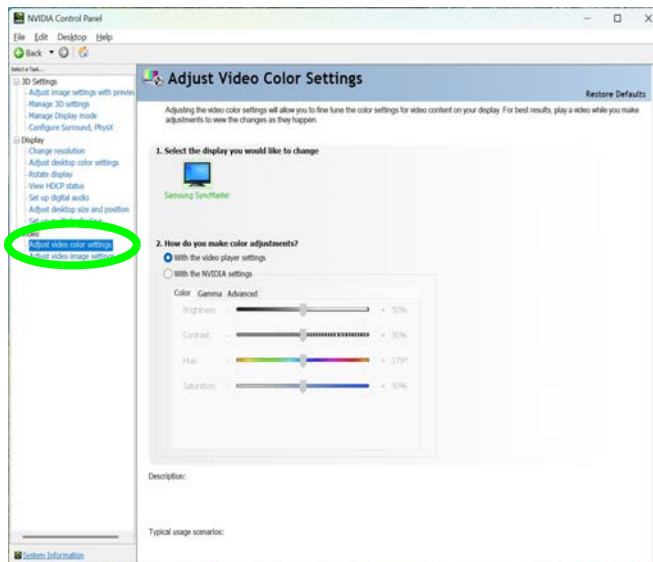 NVIDIA Control Panel
File Edit Desktop Help
Back
Select a Task...
3D Settings
Adjust image settings with preview
Manage 3D settings
Manage Display mode
Configure Surround, PhysX
Display
Change resolution
Adjust desktop color settings
Rotate display
View HDCP status
Set up digital audio
Adjust desktop size and position
Set up multiple displays
Video
Adjust video color settings
Adjust video image settings
System Information
Adjust Video Color Settings
Restore Defaults
Adjusting the video color settings will allow you to fine tune the color settings for video content on your display. For best results, play a video while you make
adjustments to view the changes as they happen.
1. Select the display you would like to change
Samsung SyncMaster
2. How do you make color adjustments?
With the video player settings
With the NVIDIA settings
Color Gamma Advanced
Brightness: - + 50%
Contrast: - + 50%
Hue: - + 179°
Saturation: - + 50%
Description:
Typical usage scenarios: